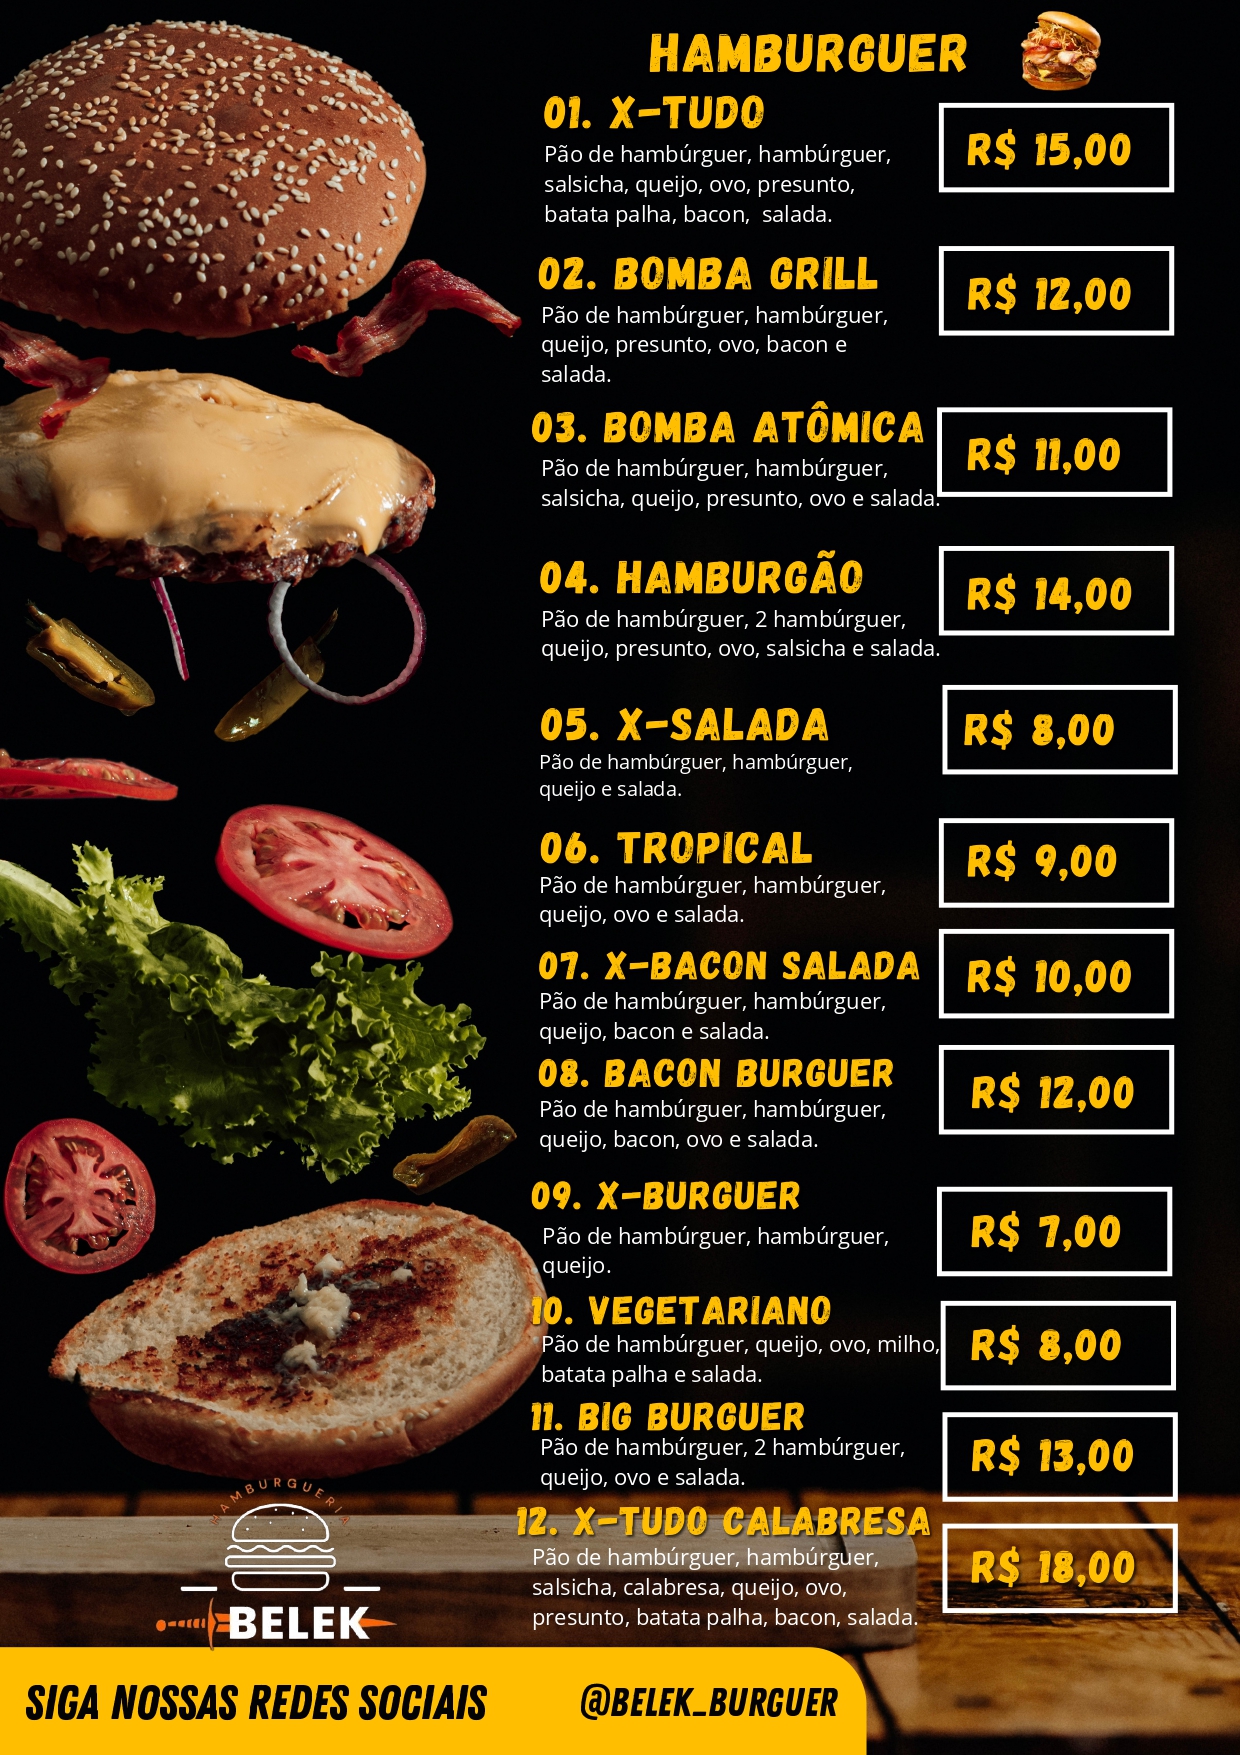 HAMBURGUER
01. X-TUDO
R$ 15,00
Pão de hambúrguer, hambúrguer,
salsicha, queijo, ovo, presunto,
batata palha, bacon, salada.
02. BOMBA GRILL
R$ 12,00
Pão de hambúrguer, hambúrguer,
queijo, presunto, ovo, bacon e
salada.
03. BOMBA ATÔMICA
R$ 11,00
Pão de hambúrguer, hambúrguer,
salsicha, queijo, presunto, ovo e salada.
04. HAMBURGÃO
R$ 14,00
Pão de hambúrguer, 2 hambúrguer,
queijo, presunto, ovo, salsicha e salada.
05. X-SALADA
R$ 8,00
Pão de hambúrguer, hambúrguer,
queijo e salada.
06. TROPICAL
R$ 9,00
Pão de hambúrguer, hambúrguer,
queijo, ovo e salada.
07. X-BACON SALADA
R$ 10,00
Pão de hambúrguer, hambúrguer,
queijo, bacon e salada.
08. BACON BURGUER
R$ 12,00
Pão de hambúrguer, hambúrguer,
queijo, bacon, ovo e salada.
09. X-BURGUER
R$ 7,00
Pão de hambúrguer, hambúrguer,
queijo.
10. VEGETARIANO
R$ 8,00
Pão de hambúrguer, queijo, ovo, milho,
batata palha e salada.
11. BIG BURGUER
R$ 13,00
Pão de hambúrguer, 2 hambúrguer,
queijo, ovo e salada.
12. X-TUDO CALABRESA
R$ 18,00
Pão de hambúrguer, hambúrguer,
salsicha, calabresa, queijo, ovo,
presunto, batata palha, bacon, salada.
HAMBURGUERIA
BELEK
SIGA NOSSAS REDES SOCIAIS
@BELEK_BURGUER